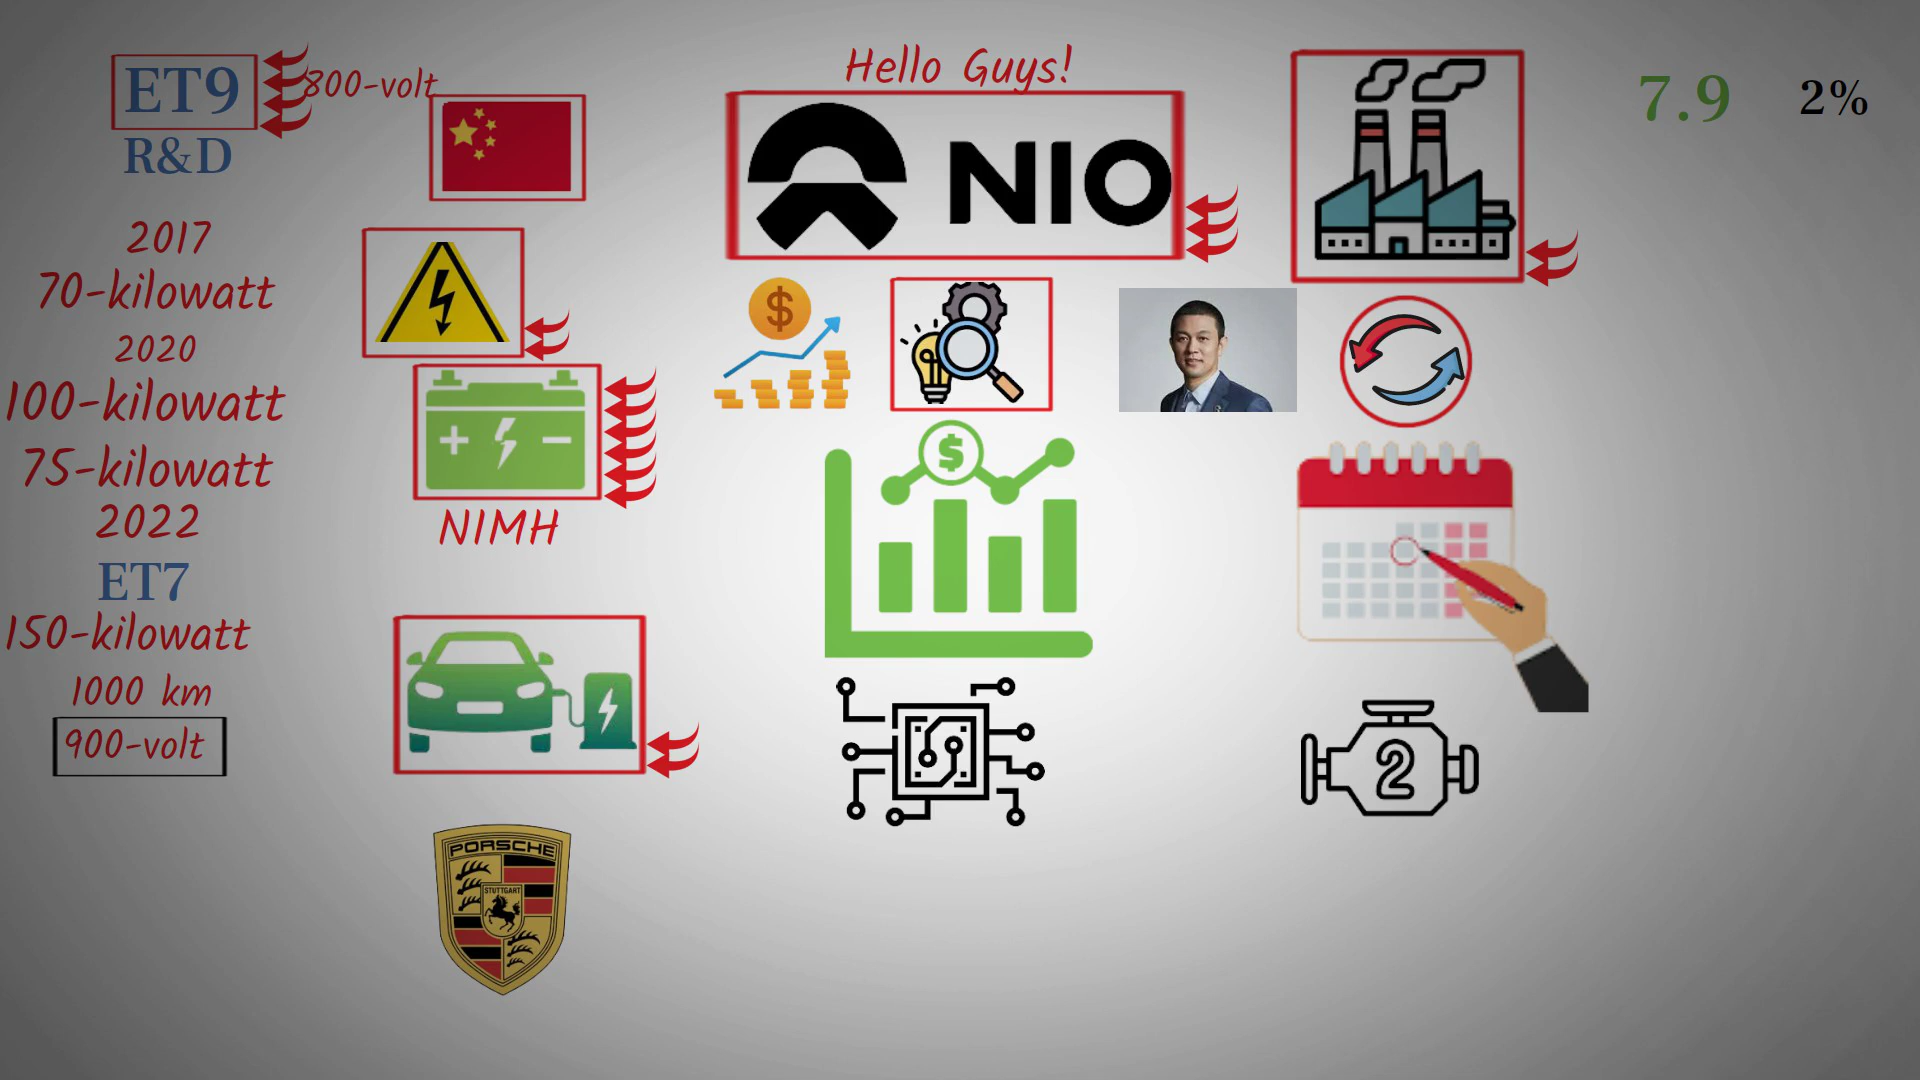 Hello Guys!
ET9
800-volt
R&D
NIO
7.9
2%
2017
70-kilowatt
2020
100-kilowatt
75-kilowatt
2022
NIMH
ET7
150-kilowatt
1000 km
900-volt
2
PORSCHE
STUTTGART